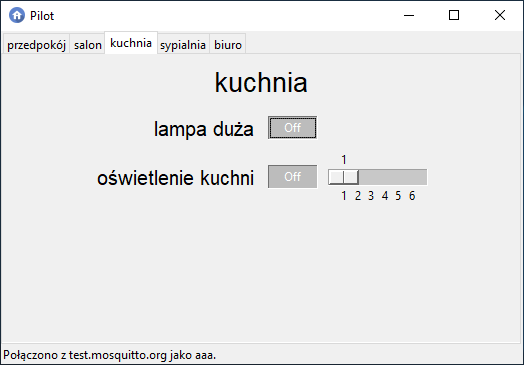 Pilot
przedpokój salon kuchnia sypialnia biuro
kuchnia
lampa duża Off
1
oświetlenie kuchni Off
1 2 3 4 5 6
Połączono z test.mosquitto.org jako aaa.